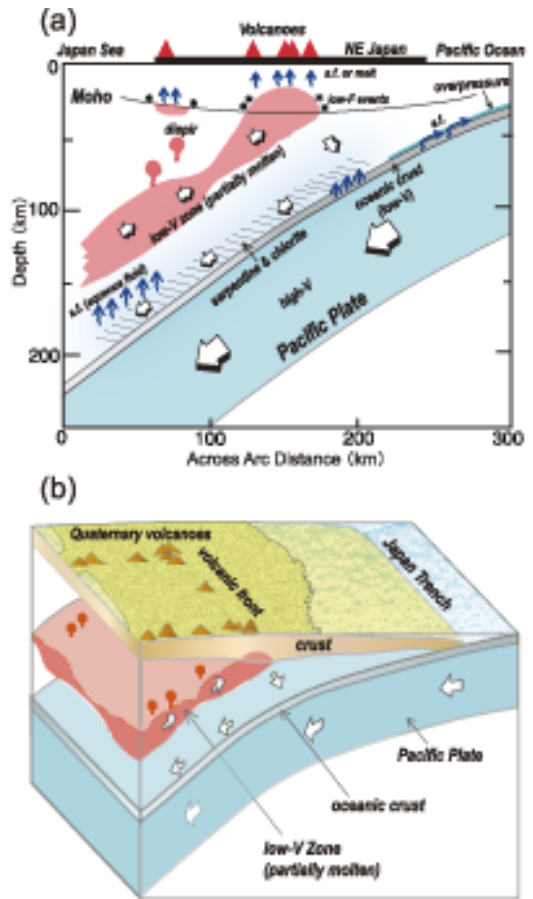 (a)
Volcanoes
Japan Sea
NE Japan
Pacific Ocean
0
s.f. or melt
overpressure
Moho
low-F events
s.f.
diapir
low-V zone (partially molten)
oceanic crust
(low-V)
100
Depth (km)
s.f. (aqueous fluid)
serpentine & chlorite
high-V
Pacific Plate
200
0
100
200
300
Across Arc Distance (km)
(b)
Quaternary volcanoes
volcanic front
Japan Trench
crust
Pacific Plate
oceanic crust
low-V Zone
(partially molten)